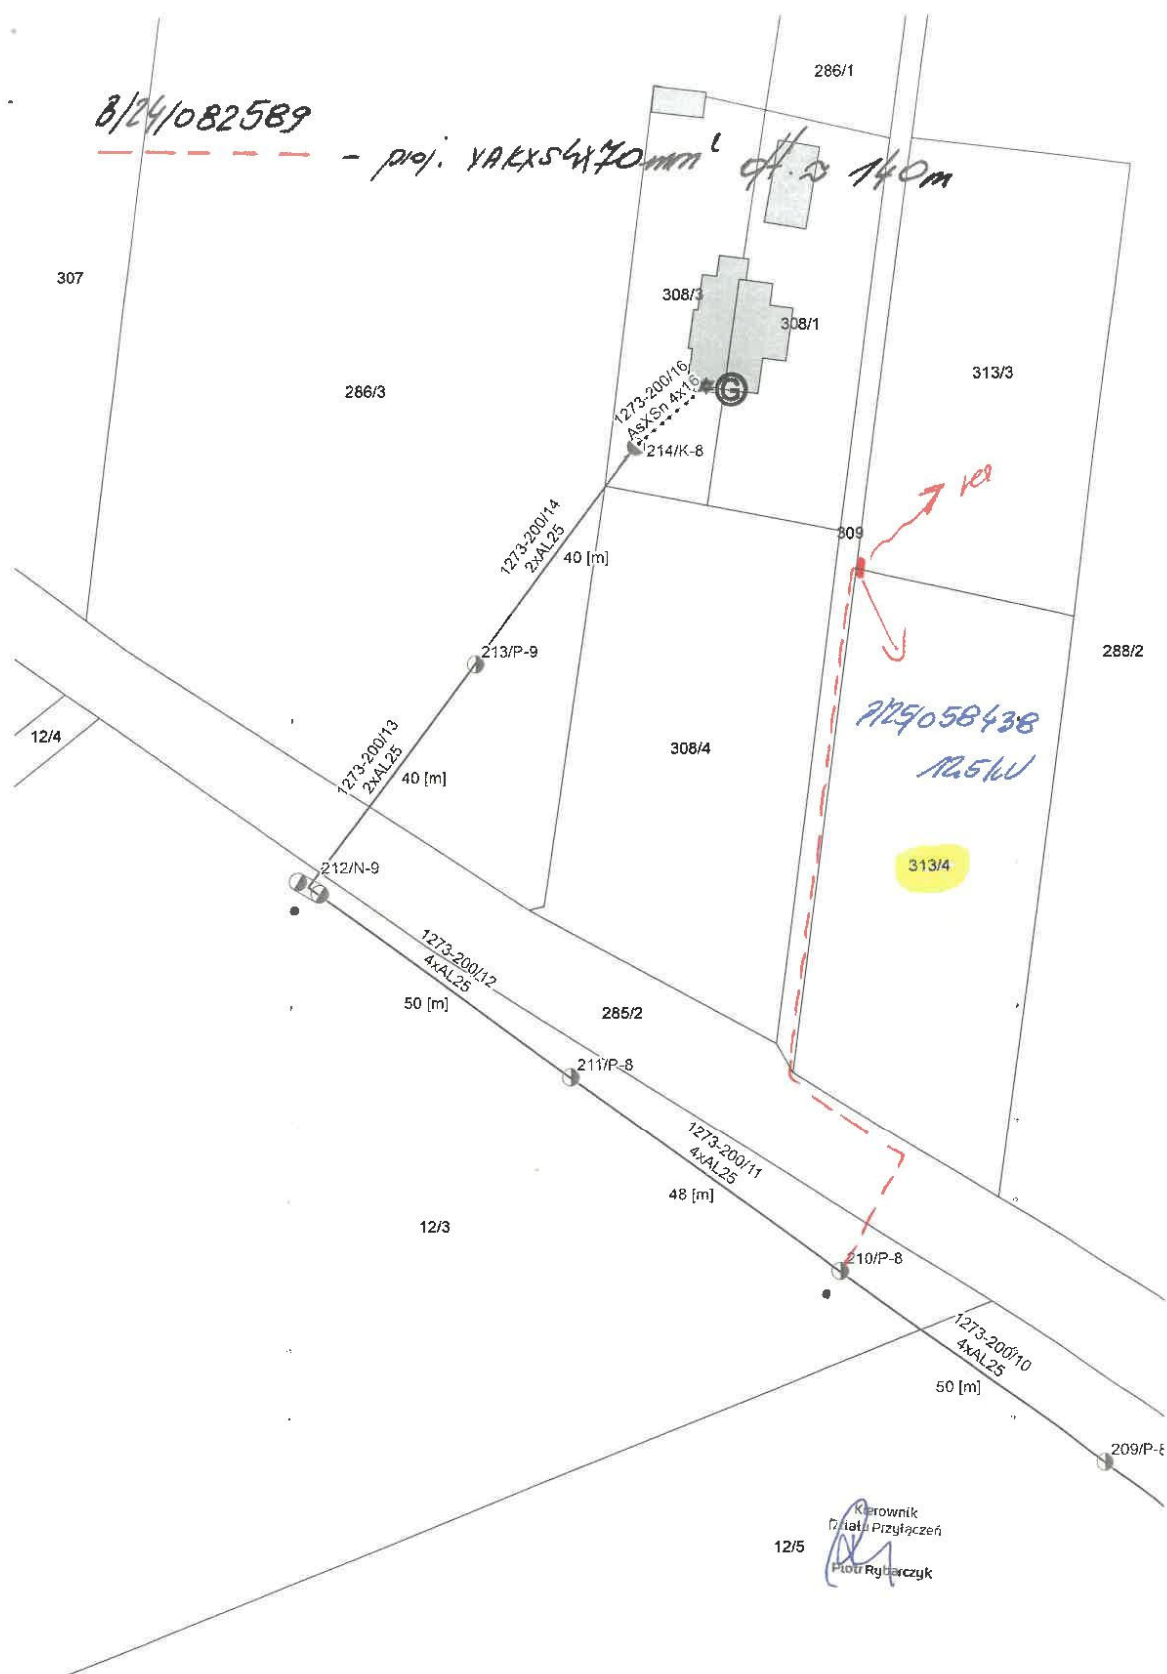 286/1
B/24/082589
- proj. YAKXS 4x70mm² dł. ≈ 140m
307
308/3
308/1
313/3
286/3
1273-200/16
AsXSn 4x16
G
214/K-8
309
1273-200/14
2xAL25
40 [m]
213/P-9
288/2
P/25/058438
12.5kW
12/4
308/4
1273-200/13
2xAL25
40 [m]
313/4
212/N-9
1273-200/12
4xAL25
50 [m]
285/2
211/P-8
1273-200/11
4xAL25
48 [m]
12/3
210/P-8
1273-200/10
4xAL25
50 [m]
209/P-8
Kierownik
Działu Przyłączeń
12/5
Piotr Rybarczyk